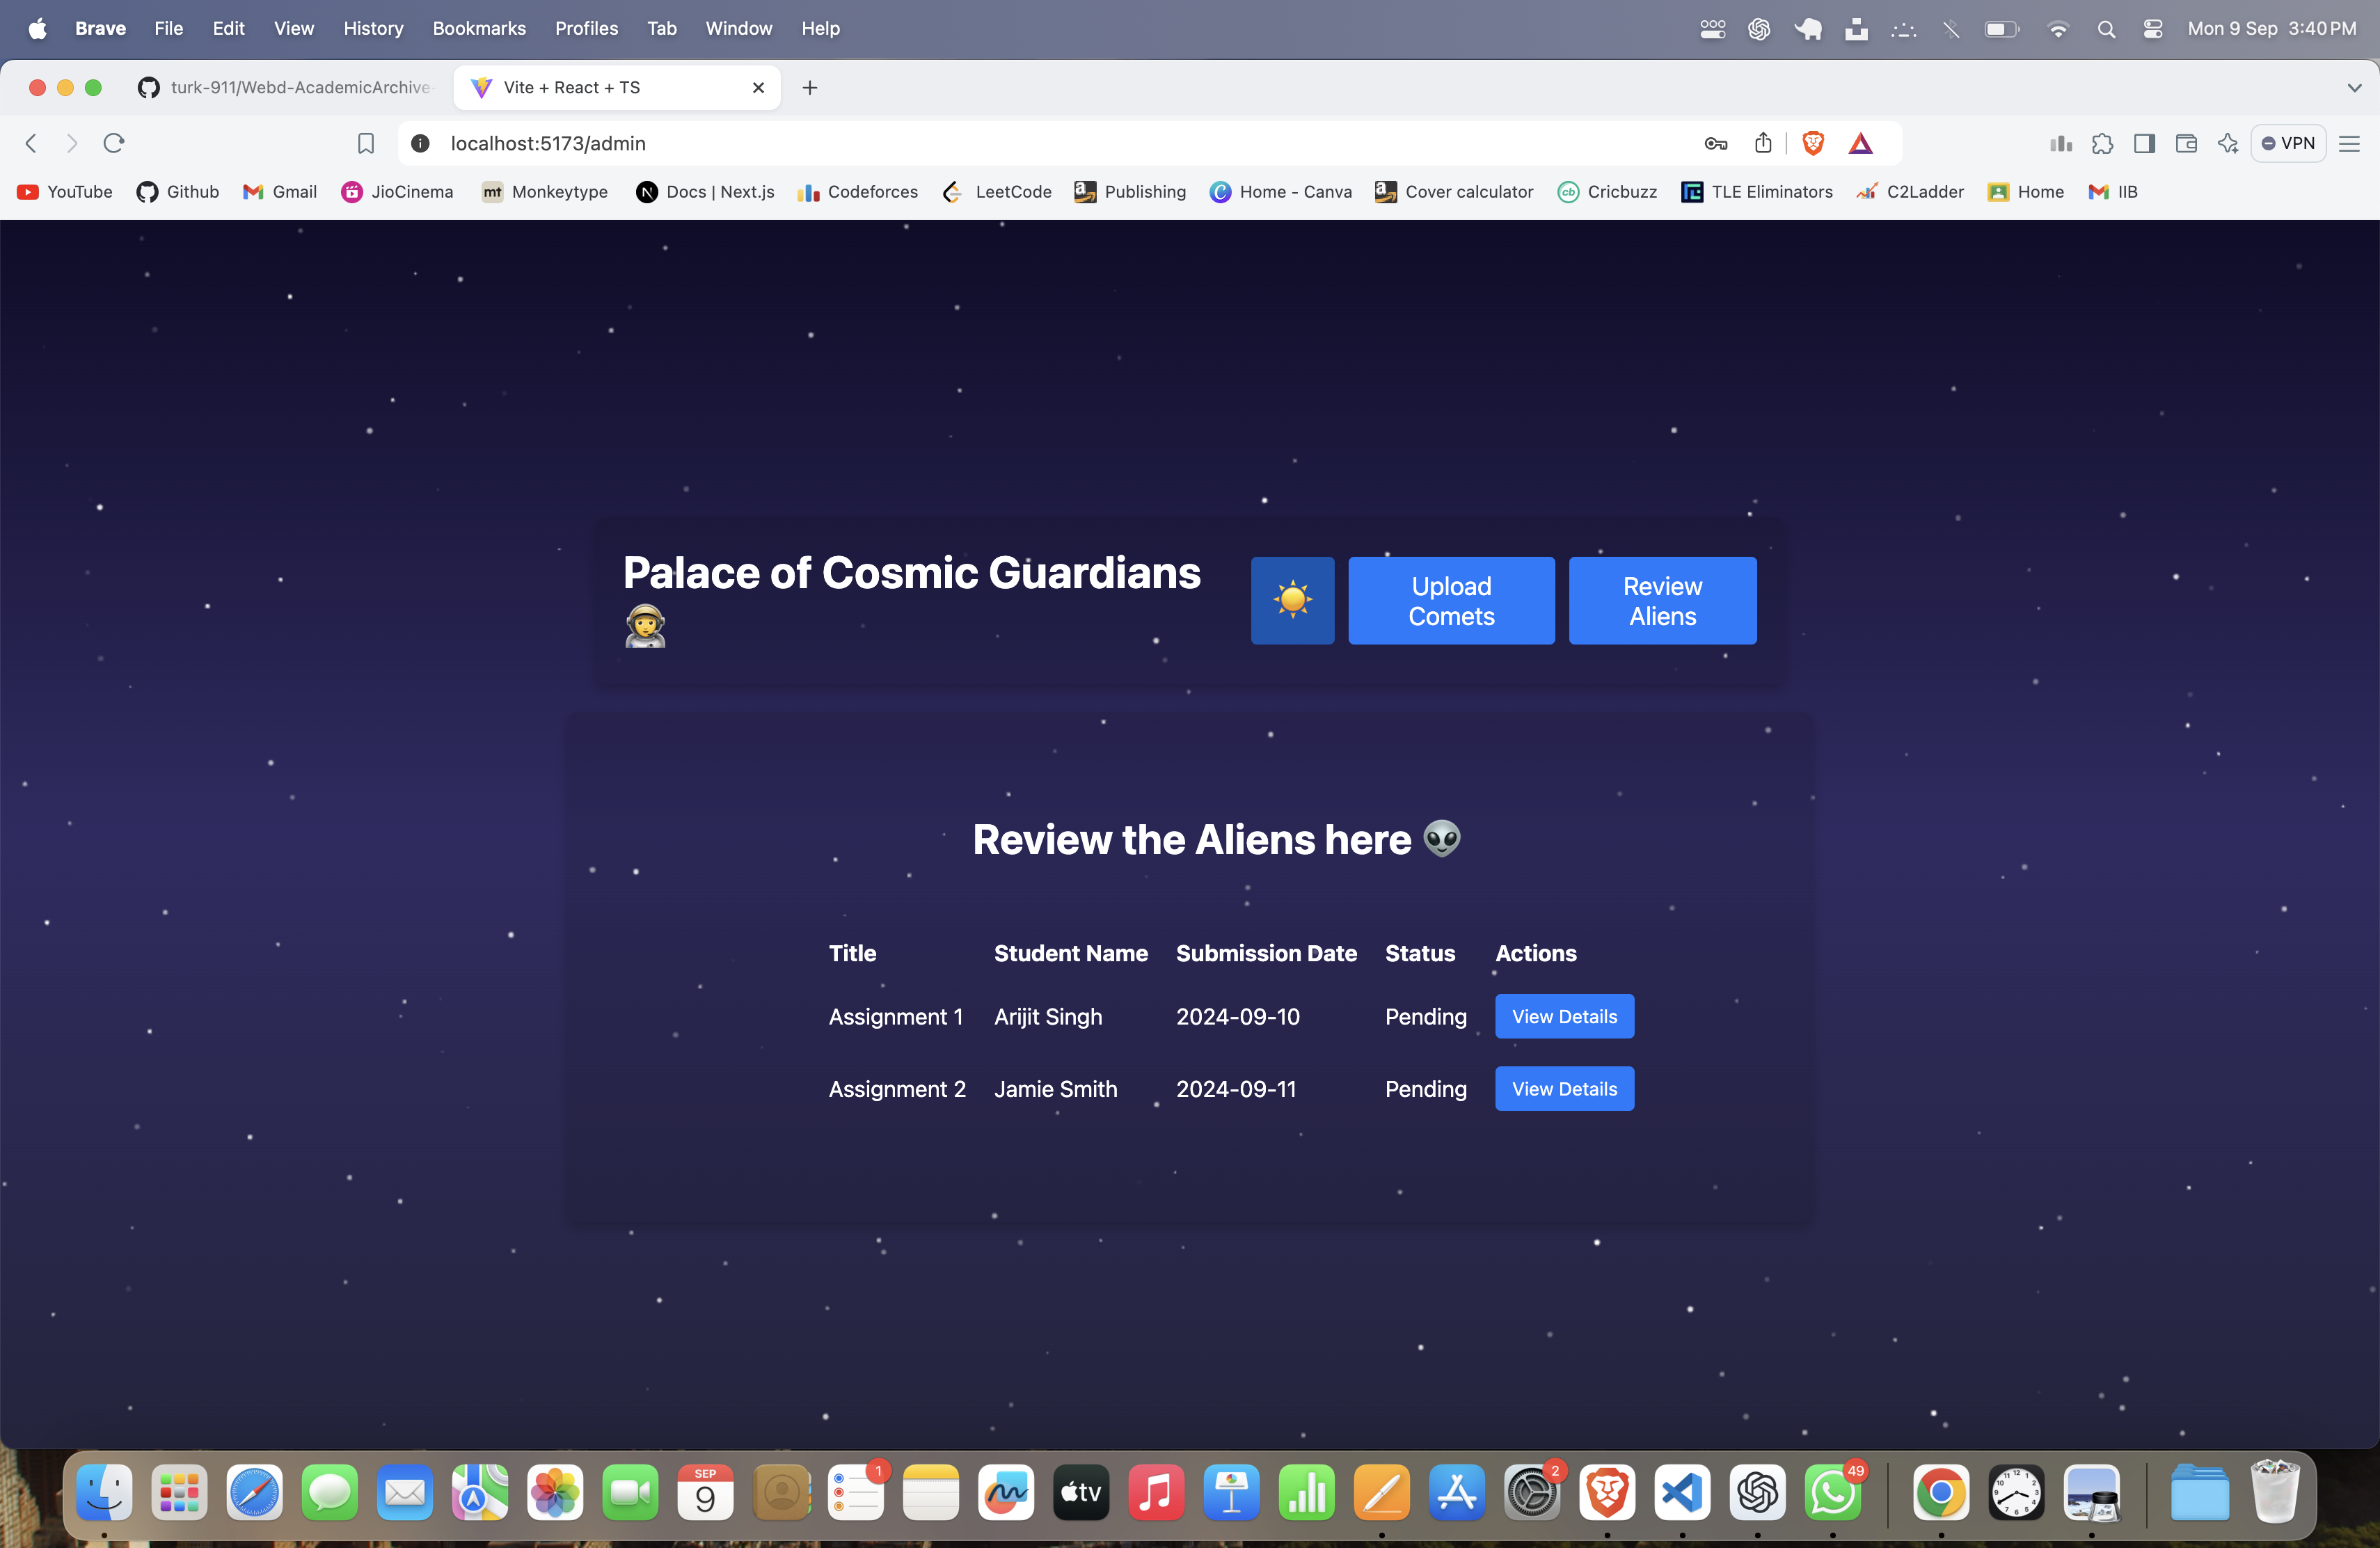 Brave File Edit View History Bookmarks Profiles Tab Window Help Mon 9 Sep 3:40 PM
turk-911/Webd-AcademicArchive- Vite + React + TS
localhost:5173/admin VPN
YouTube Github Gmail JioCinema mt Monkeytype N Docs | Next.js Codeforces LeetCode a Publishing C Home - Canva a Cover calculator cb Cricbuzz TLE Eliminators C2Ladder Home IIB
Palace of Cosmic Guardians
Upload
Comets
Review
Aliens
Review the Aliens here
Title Student Name Submission Date Status Actions
Assignment 1 Arijit Singh 2024-09-10 Pending View Details
Assignment 2 Jamie Smith 2024-09-11 Pending View Details
SEP
9
1
tv
2
49